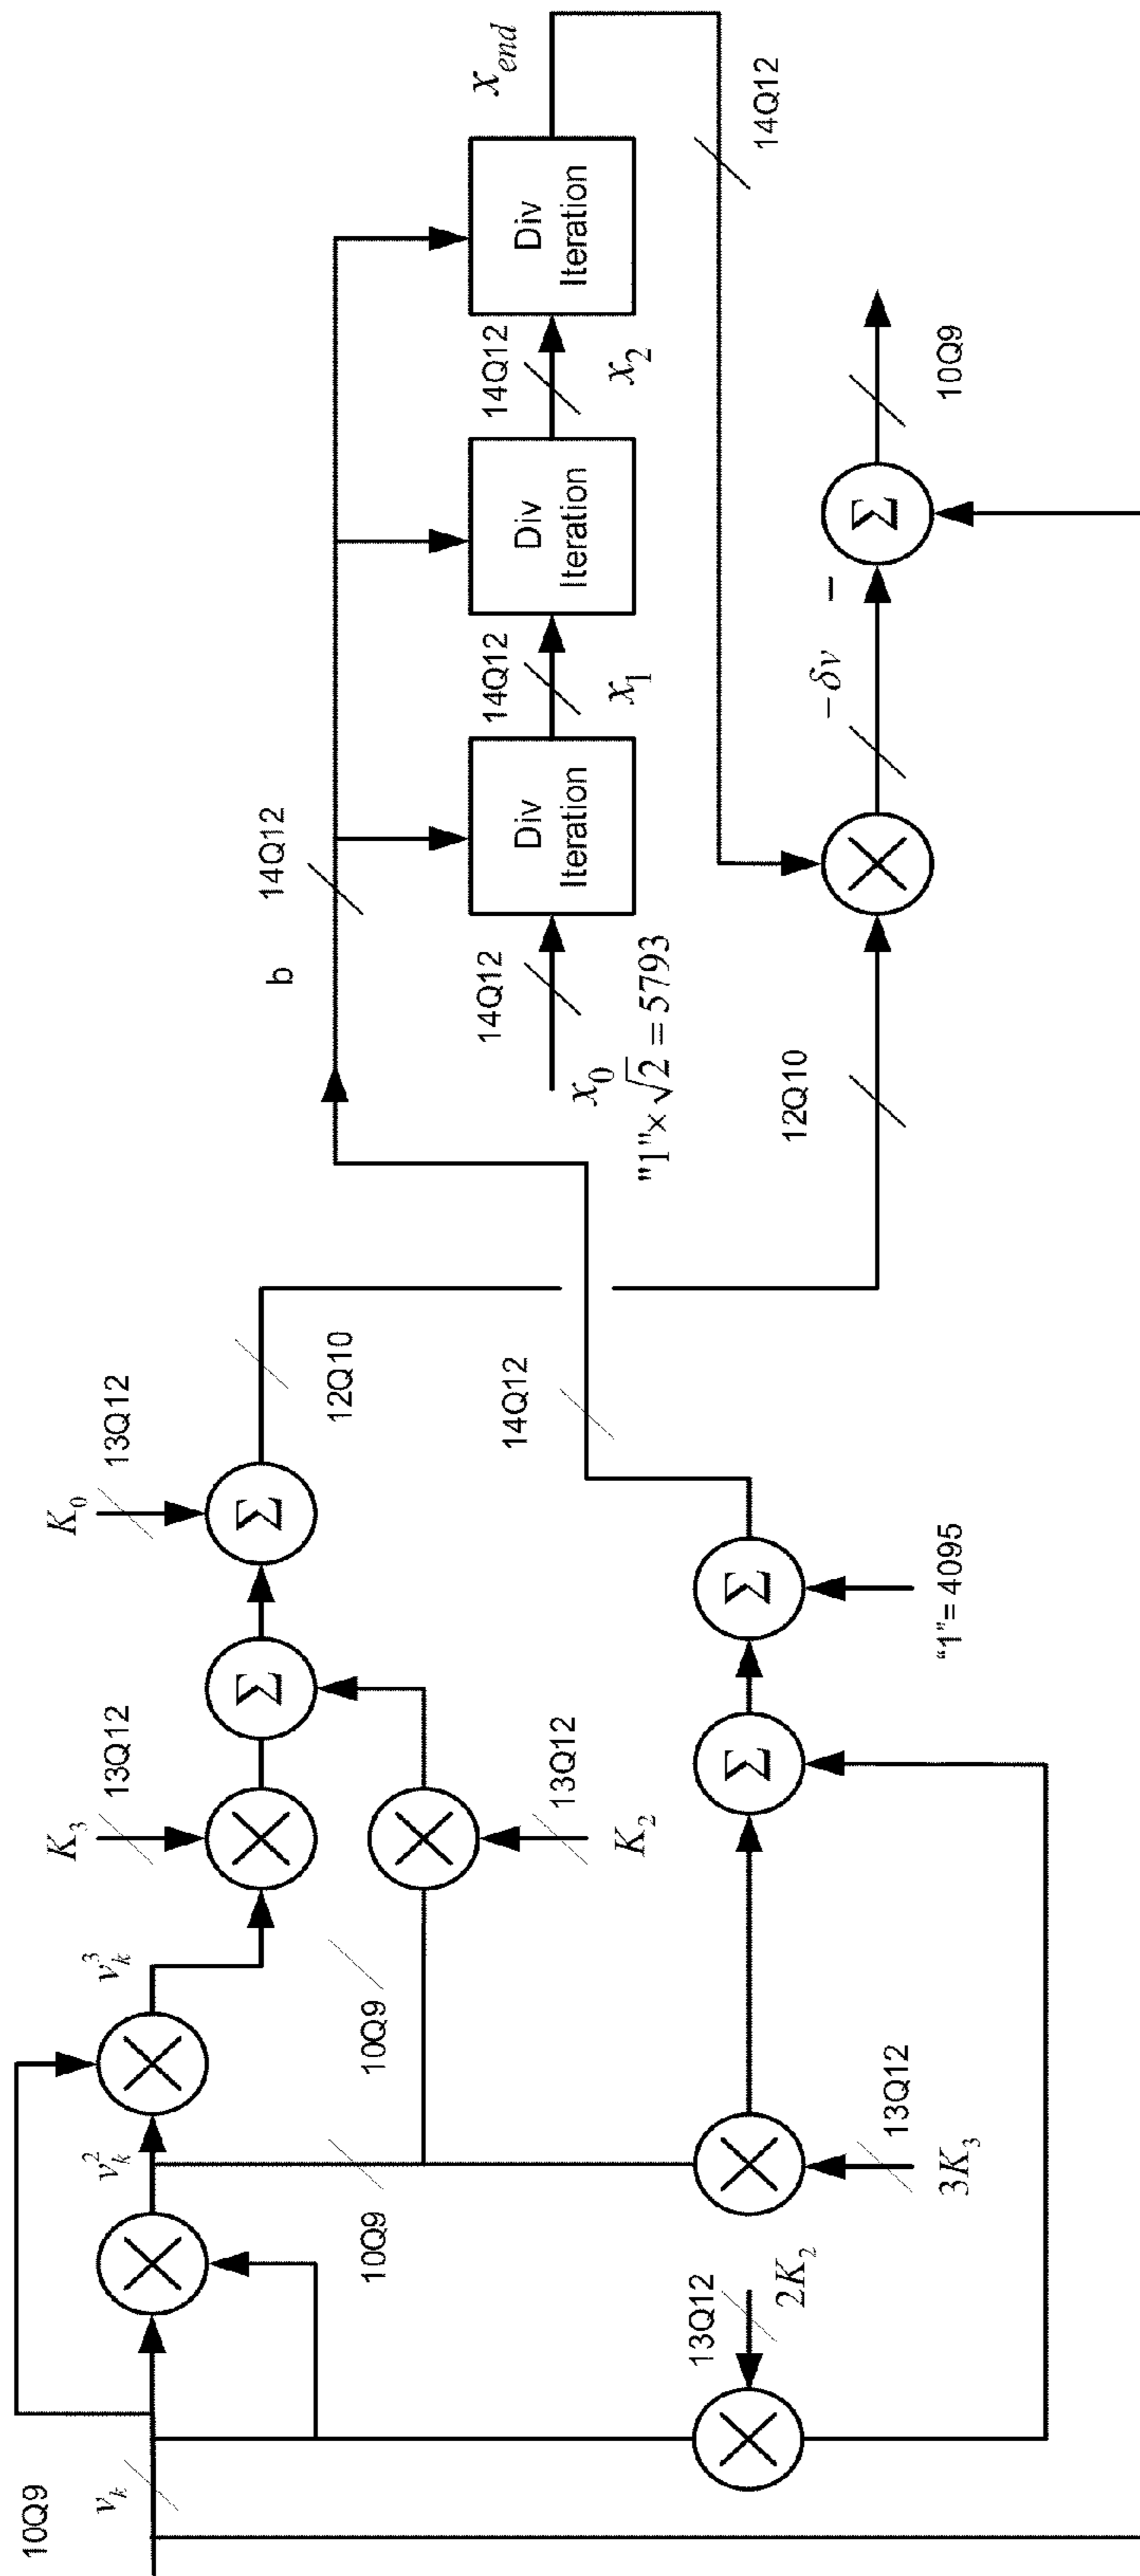 10Q9
v_k
v_k^2
v_k^3
K_3
13Q12
K_0
13Q12
Σ
Σ
12Q10
10Q9
10Q9
K_2
13Q12
13Q12
2K_2
13Q12
3K_3
Σ
Σ
"1"= 4095
14Q12
b
14Q12
14Q12
x_0
"1"×√2 = 5793
Div
Iteration
14Q12
x_1
Div
Iteration
14Q12
x_2
Div
Iteration
x_end
14Q12
12Q10
−δv
−
Σ
10Q9